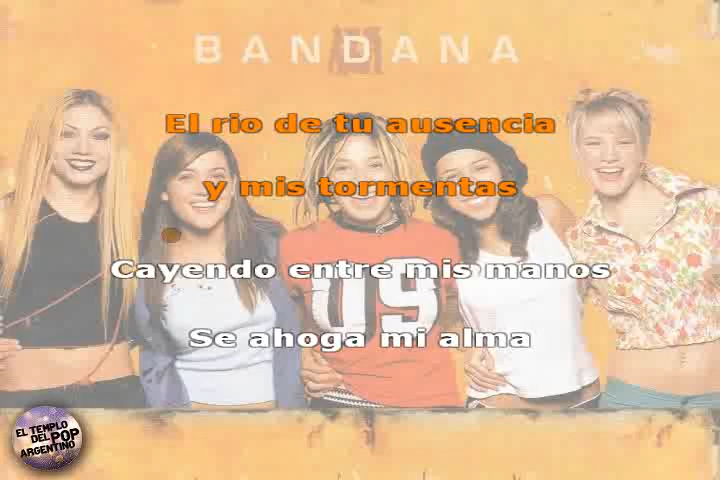 BANDANA
El rio de tu ausencia
y mis tormentas
Cayendo entre mis manos
Se ahoga mi alma
09
EL TEMPLO
DEL POP
ARGENTINO